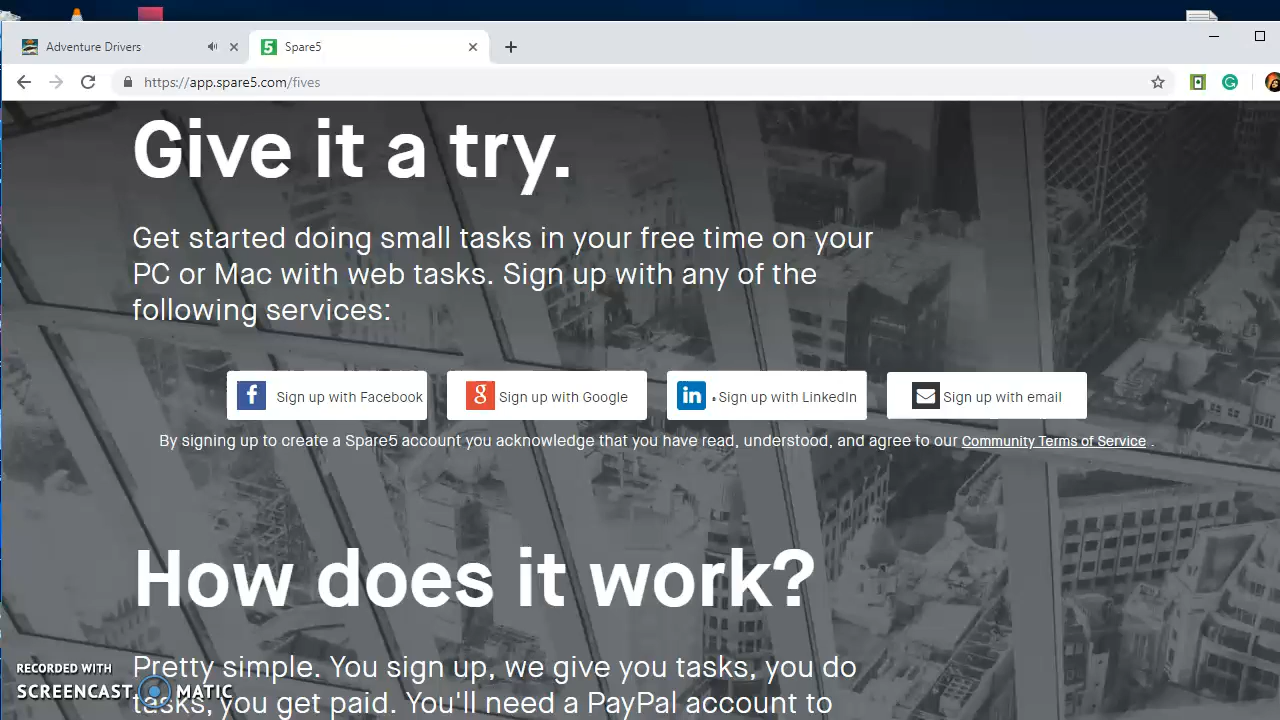 Adventure Drivers
5 Spare5
https://app.spare5.com/fives
Give it a try.
Get started doing small tasks in your free time on your
PC or Mac with web tasks. Sign up with any of the
following services:
f Sign up with Facebook
g Sign up with Google
in Sign up with LinkedIn
Sign up with email
By signing up to create a Spare5 account you acknowledge that you have read, understood, and agree to our Community Terms of Service .
How does it work?
Pretty simple. You sign up, we give you tasks, you do
tasks, you get paid. You'll need a PayPal account to
RECORDED WITH
SCREENCAST MATIC